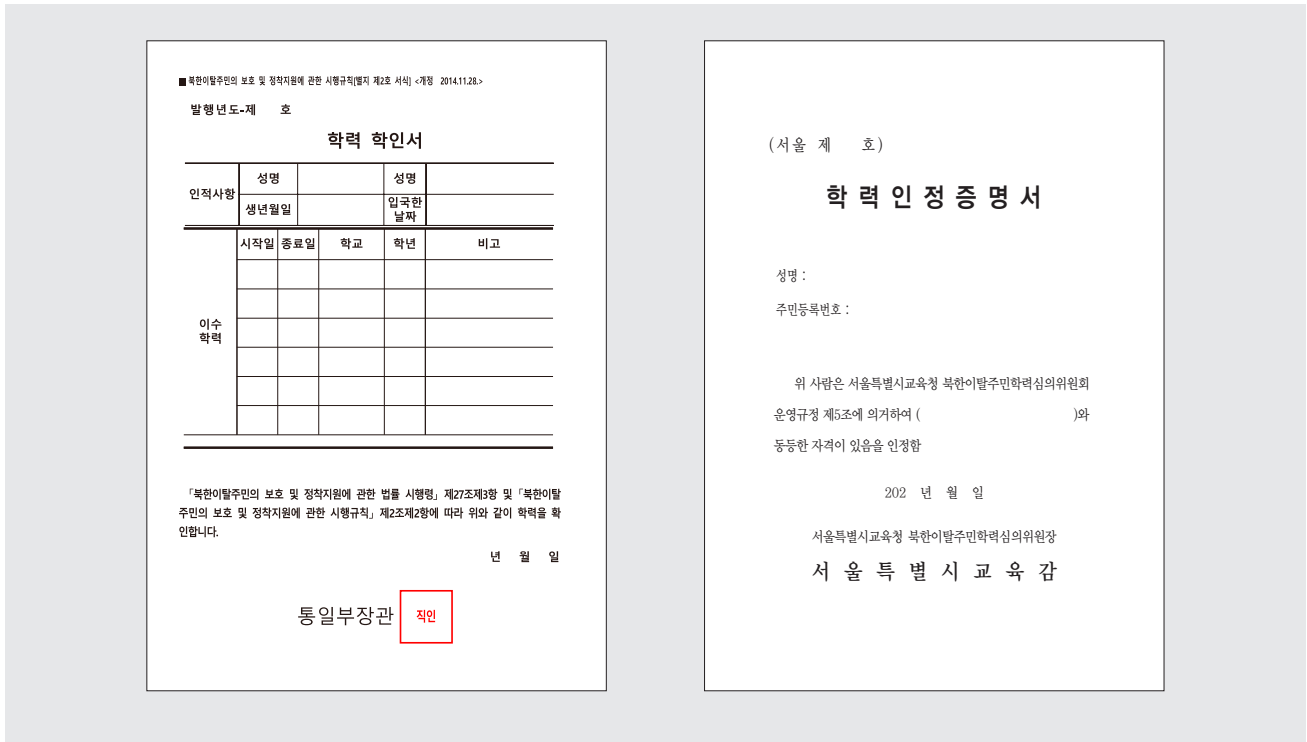 ■북한이탈주민의 보호 및 정착지원에 관한 시행규칙[별지 제2호 서식] <개정 2014.11.28.>
발행년도-제 호
학력 학인서
인적사항
성명
성명
생년월일
입국한
날짜
시작일 종료일 학교 학년 비고
이수
학력
「북한이탈주민의 보호 및 정착지원에 관한 법률 시행령」 제27조제3항 및 「북한이탈
주민의 보호 및 정착지원에 관한 시행규칙」 제2조제2항에 따라 위와 같이 학력을 확
인합니다.
년 월 일
통일부장관 직인
(서울 제 호)
학력인정증명서
성명 :
주민등록번호 :
위 사람은 서울특별시교육청 북한이탈주민학력심의위원회
운영규정 제5조에 의거하여 ( )와
동등한 자격이 있음을 인정함
202 년 월 일
서울특별시교육청 북한이탈주민학력심의위원장
서울특별시교육감